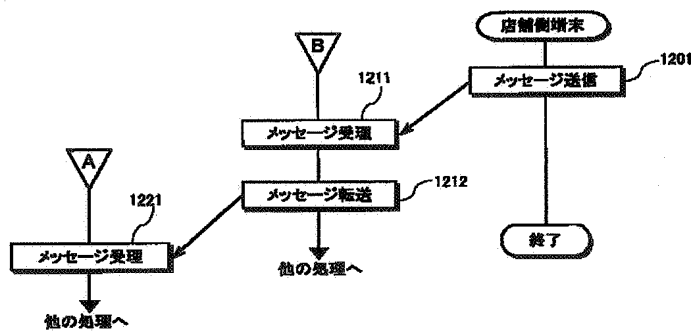 店舗側端末
B
1201
1211
メッセージ送信
メッセージ受理
A
メッセージ転送
1212
1221
終了
メッセージ受理
他の処理へ
他の処理へ